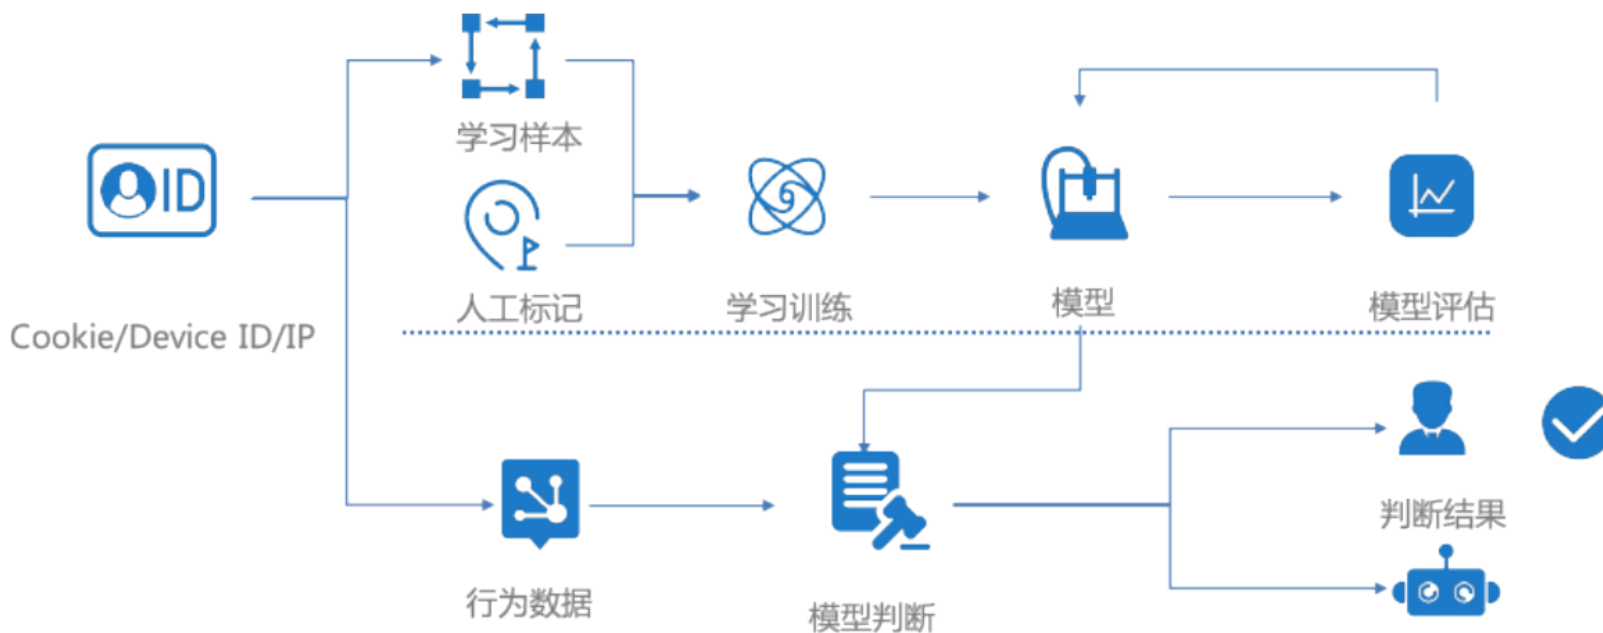 学习样本
ID
人工标记
学习训练
模型
模型评估
Cookie/Device ID/IP
判断结果
行为数据
模型判断